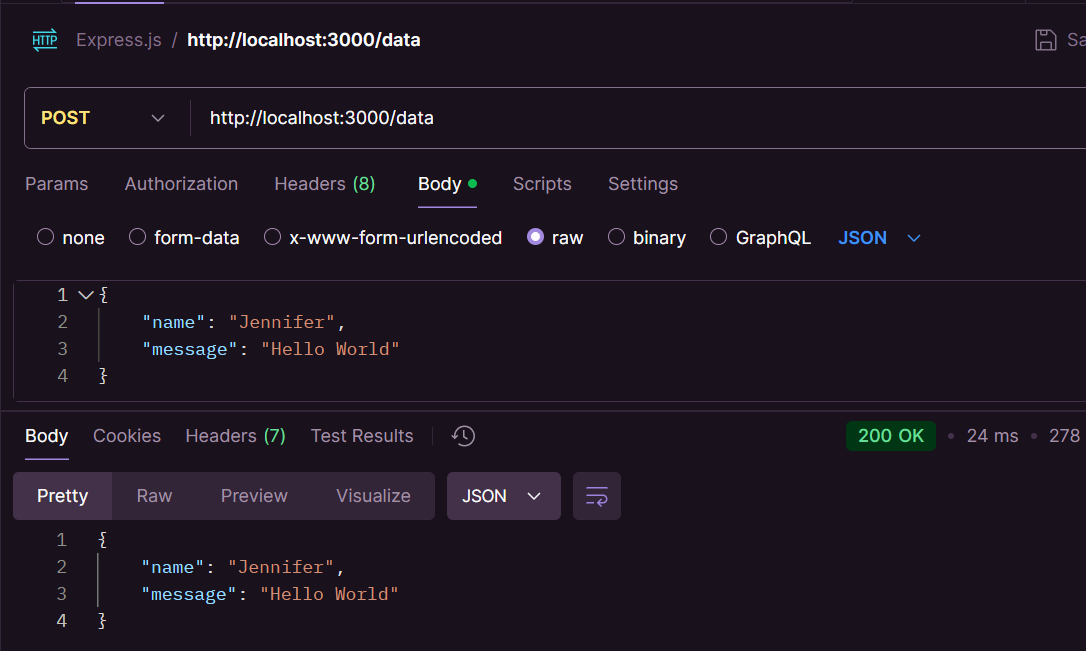 HTTP Express.js / http://localhost:3000/data Sa
POST http://localhost:3000/data
Params Authorization Headers (8) Body Scripts Settings
none form-data x-www-form-urlencoded raw binary GraphQL JSON
1 {
2 "name": "Jennifer",
3 "message": "Hello World"
4 }
Body Cookies Headers (7) Test Results 200 OK • 24 ms • 278
Pretty Raw Preview Visualize JSON
1 {
2 "name": "Jennifer",
3 "message": "Hello World"
4 }